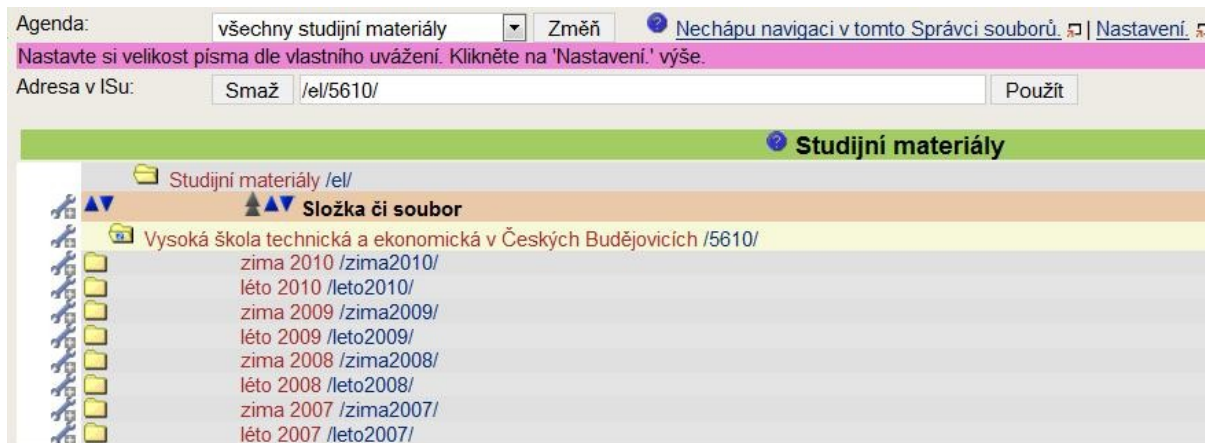 Agenda: všechny studijní materiály Změň Nechápu navigaci v tomto Správci souborů. | Nastavení.
Nastavte si velikost písma dle vlastního uvážení. Klikněte na 'Nastavení.' výše.
Adresa v ISu: Smaž /el/5610/ Použít
Studijní materiály
Studijní materiály /el/
Složka či soubor
Vysoká škola technická a ekonomická v Českých Budějovicích /5610/
zima 2010 /zima2010/
léto 2010 /leto2010/
zima 2009 /zima2009/
léto 2009 /leto2009/
zima 2008 /zima2008/
léto 2008 /leto2008/
zima 2007 /zima2007/
léto 2007 /leto2007/